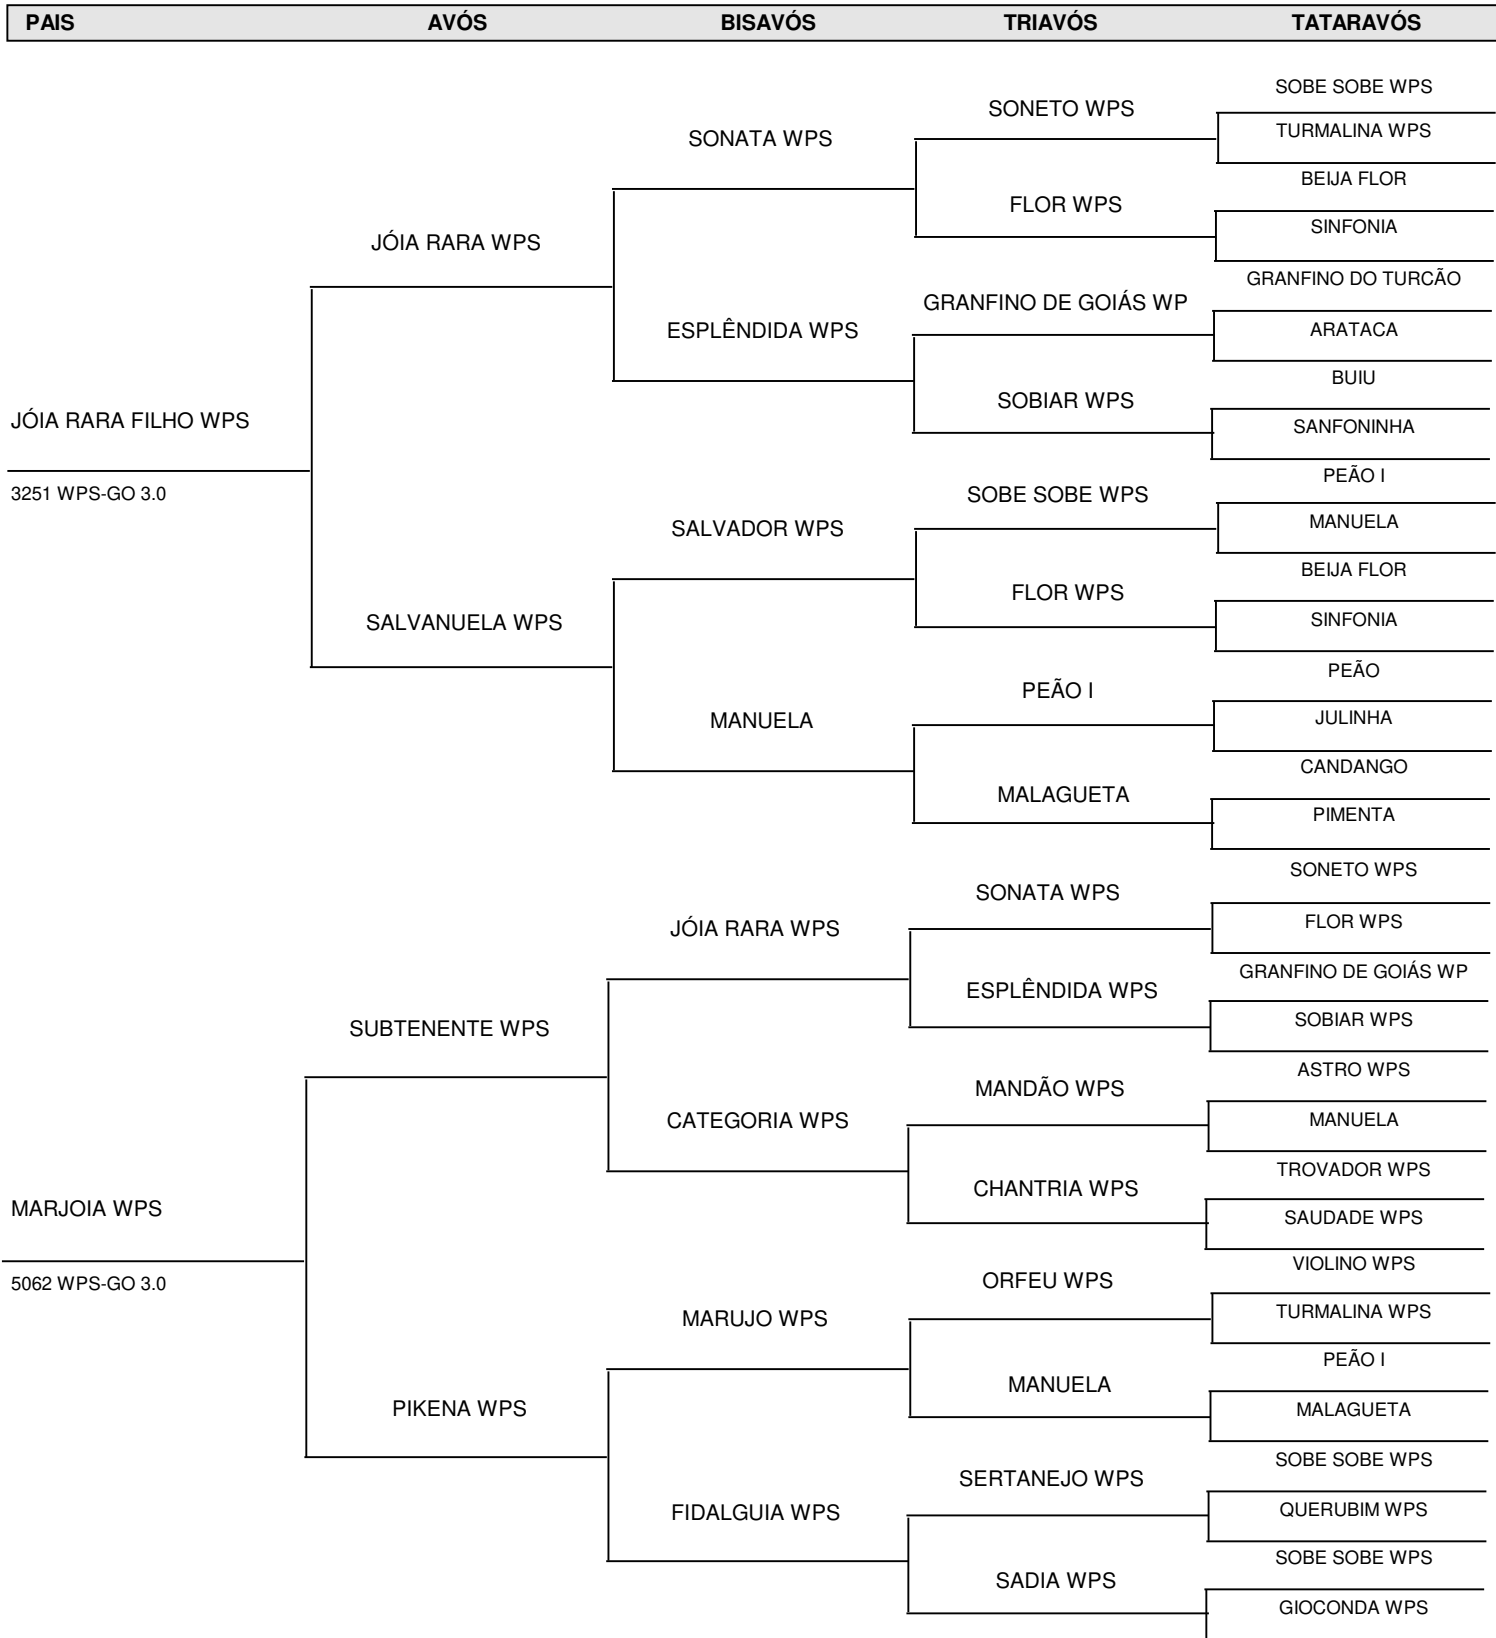 PAIS AVÓS BISAVÓS TRIAVÓS TATARAVÓS
SOBE SOBE WPS
SONETO WPS
TURMALINA WPS
SONATA WPS
BEIJA FLOR
FLOR WPS
SINFONIA
JÓIA RARA WPS
GRANFINO DO TURCÃO
GRANFINO DE GOIÁS WP
ARATACA
ESPLÊNDIDA WPS
BUIU
SOBIAR WPS
SANFONINHA
JÓIA RARA FILHO WPS
3251 WPS-GO 3.0
PEÃO I
SOBE SOBE WPS
MANUELA
SALVADOR WPS
BEIJA FLOR
FLOR WPS
SINFONIA
SALVANUELA WPS
PEÃO
PEÃO I
JULINHA
MANUELA
CANDANGO
MALAGUETA
PIMENTA
SONETO WPS
SONATA WPS
FLOR WPS
JÓIA RARA WPS
GRANFINO DE GOIÁS WP
ESPLÊNDIDA WPS
SOBIAR WPS
SUBTENENTE WPS
ASTRO WPS
MANDÃO WPS
MANUELA
CATEGORIA WPS
TROVADOR WPS
CHANTRIA WPS
SAUDADE WPS
MARJOIA WPS
5062 WPS-GO 3.0
VIOLINO WPS
ORFEU WPS
TURMALINA WPS
MARUJO WPS
PEÃO I
MANUELA
MALAGUETA
PIKENA WPS
SOBE SOBE WPS
SERTANEJO WPS
QUERUBIM WPS
FIDALGUIA WPS
SOBE SOBE WPS
SADIA WPS
GIOCONDA WPS